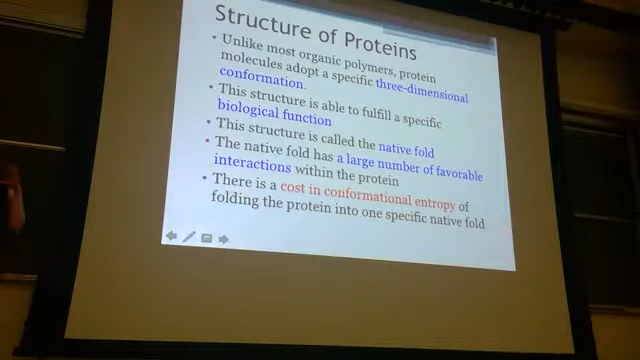 Structure of Proteins
• Unlike most organic polymers, protein
molecules adopt a specific three-dimensional
conformation.
• This structure is able to fulfill a specific
biological function
• This structure is called the native fold
• The native fold has a large number of favorable
interactions within the protein
• There is a cost in conformational entropy of
folding the protein into one specific native fold